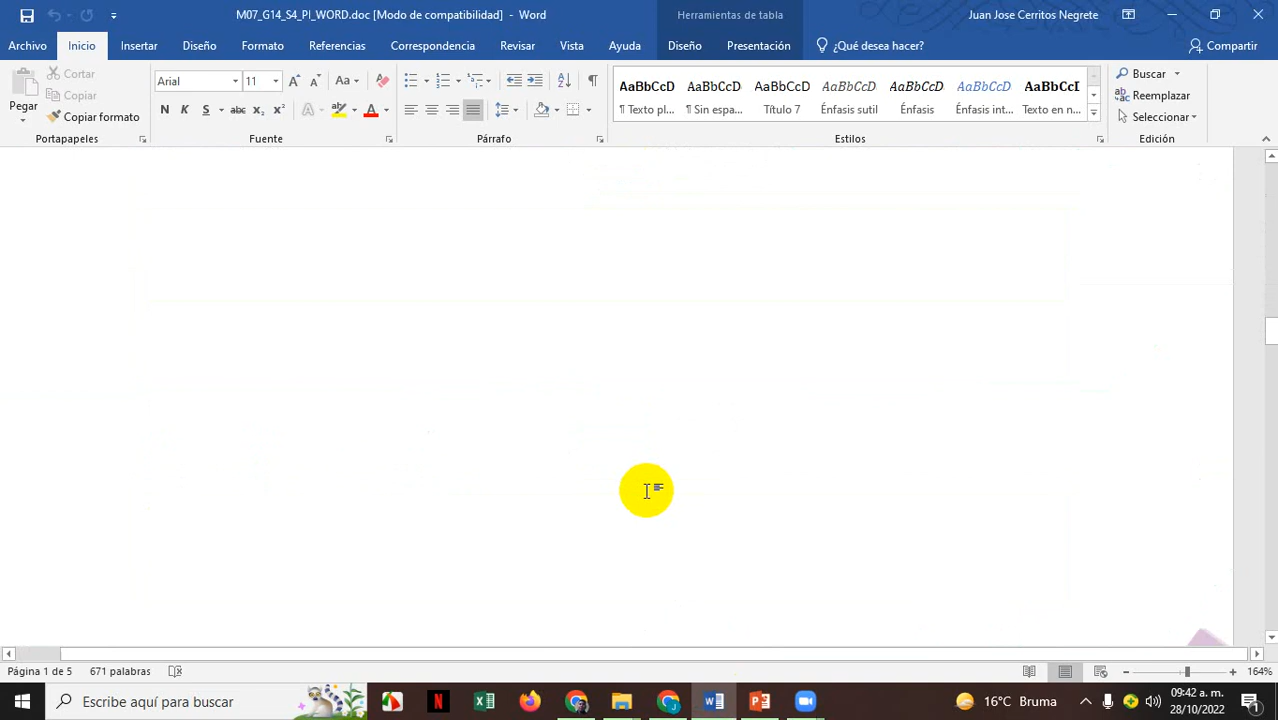 M07_G14_S4_PI_WORD.doc [Modo de compatibilidad] - Word
Herramientas de tabla
Juan Jose Cerritos Negrete
Archivo Inicio Insertar Diseño Formato Referencias Correspondencia Revisar Vista Ayuda Diseño Presentación ¿Qué desea hacer? Compartir
Pegar
Cortar
Copiar
Copiar formato
Portapapeles
Arial 11
Aa
N K S abc x₂ x²
A A
Fuente
Párrafo
AaBbCcD AaBbCcD AaBbCcD AaBbCcD AaBbCcD AaBbCcD AaBbCcI
¶ Texto pl... ¶ Sin espa... Título 7 Énfasis sutil Énfasis Énfasis int... Texto en n...
Estilos
Buscar
Reemplazar
Seleccionar
Edición
Página 1 de 5 671 palabras
164%
Escribe aquí para buscar
16°C Bruma
09:42 a. m.
28/10/2022